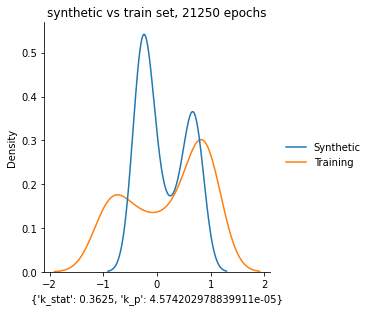 synthetic vs train set, 21250 epochs
0.5
0.4
0.3
0.2
0.1
0.0
Density
−2
−1
0
1
2
{'k_stat': 0.3625, 'k_p': 4.574202978839911e-05}
Synthetic
Training